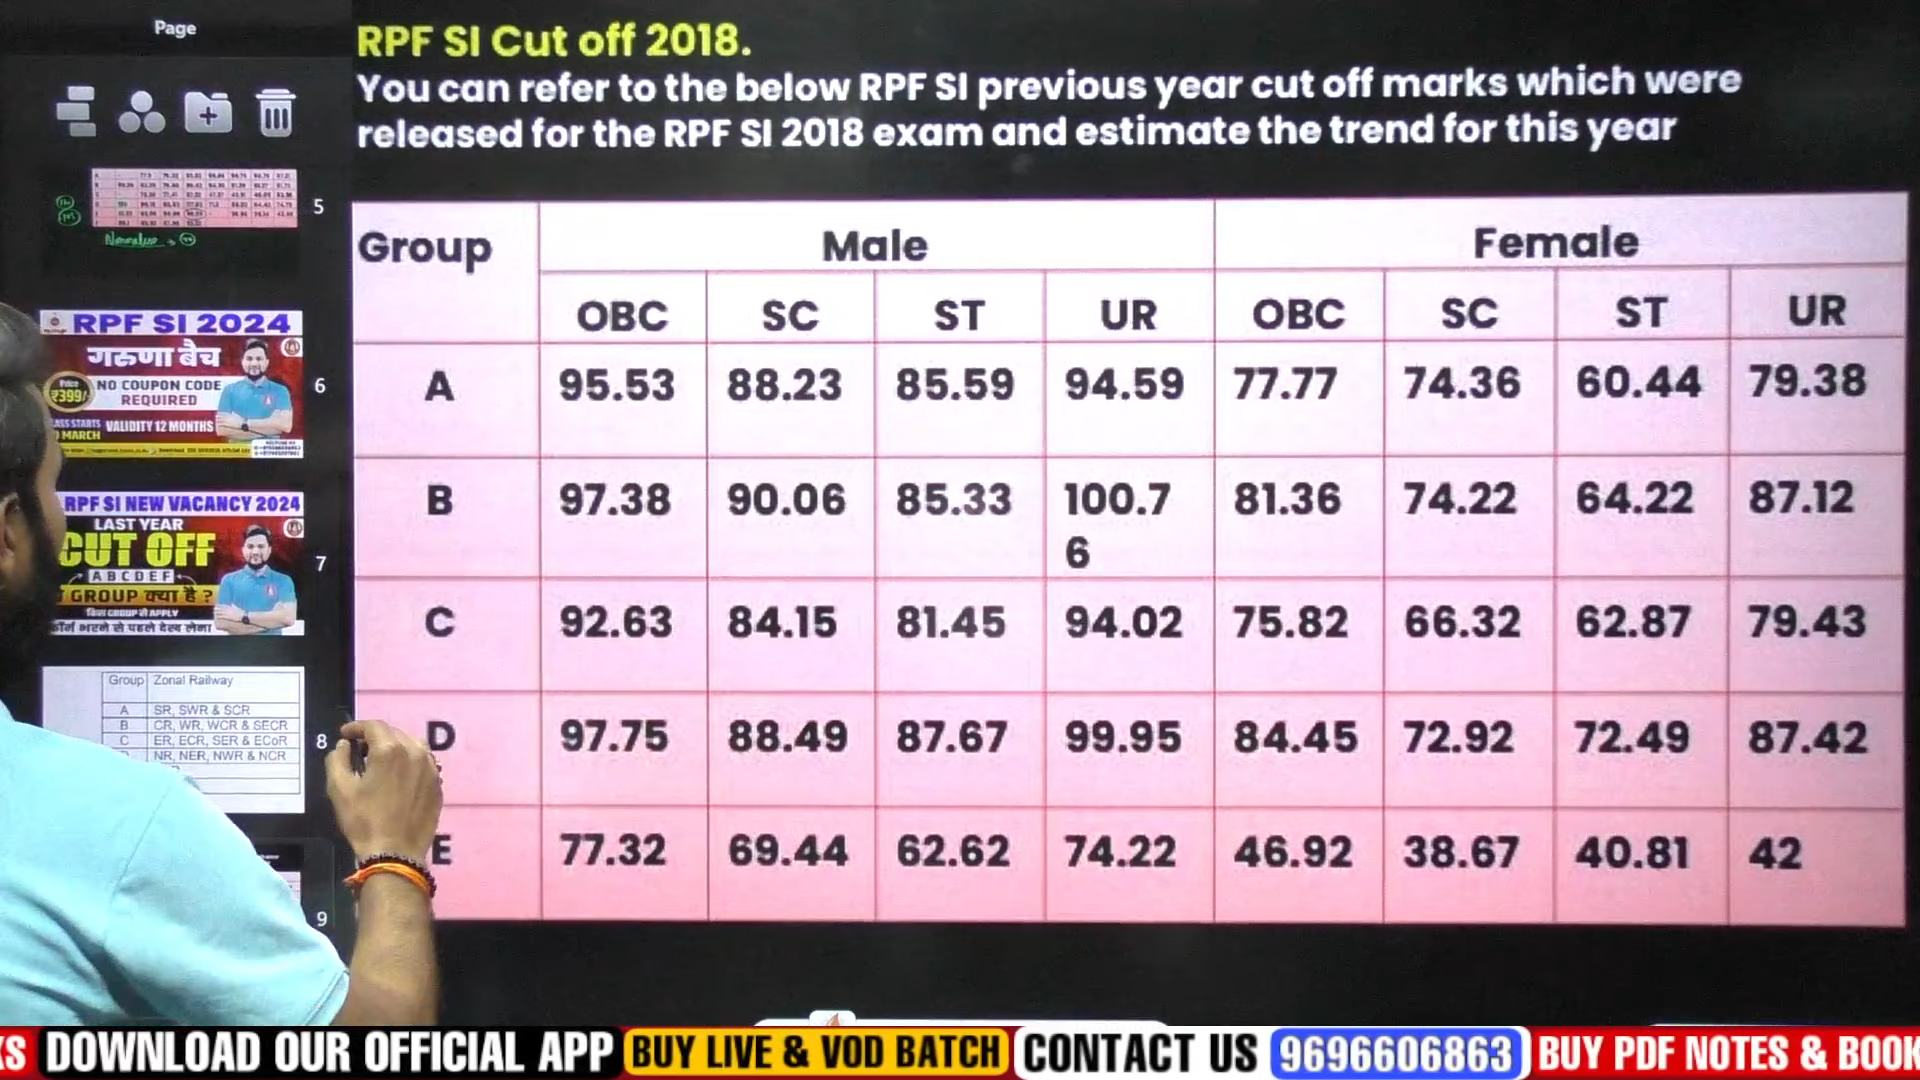 Page
RPF SI Cut off 2018.
You can refer to the below RPF SI previous year cut off marks which were
released for the RPF SI 2018 exam and estimate the trend for this year
5
RPF SI 2024
गरुणा बैच
Price
₹399/-
NO COUPON CODE
REQUIRED
VALIDITY 12 MONTHS
MARCH
6
RPF SI NEW VACANCY 2024
LAST YEAR
CUT OFF
A B C D E F
GROUP क्या है ?
किस GROUP से APPLY
फॉर्म भरने से पहले देख लेना
7
Group Zonal Railway
A SR, SWR & SCR
B CR, WR, WCR & SECR
C ER, ECR, SER & ECoR
NR, NER, NWR & NCR
8
9
Group Male Female
OBC SC ST UR OBC SC ST UR
A 95.53 88.23 85.59 94.59 77.77 74.36 60.44 79.38
B 97.38 90.06 85.33 100.7 81.36 74.22 64.22 87.12
6
C 92.63 84.15 81.45 94.02 75.82 66.32 62.87 79.43
D 97.75 88.49 87.67 99.95 84.45 72.92 72.49 87.42
E 77.32 69.44 62.62 74.22 46.92 38.67 40.81 42
KS DOWNLOAD OUR OFFICIAL APP BUY LIVE & VOD BATCH CONTACT US 9696606863 BUY PDF NOTES & BOOK